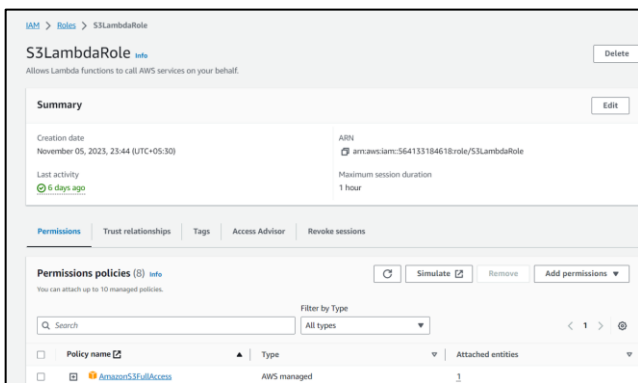 IAM > Roles > S3LambdaRole
S3LambdaRole Info
Delete
Allows Lambda functions to call AWS services on your behalf.
Summary
Edit
Creation date
November 05, 2023, 23:44 (UTC+05:30)
ARN
arn:aws:iam::564133184618:role/S3LambdaRole
Last activity
6 days ago
Maximum session duration
1 hour
Permissions Trust relationships Tags Access Advisor Revoke sessions
Permissions policies (8) Info
Simulate Remove Add permissions
You can attach up to 10 managed policies.
Filter by Type
Search All types 1
Policy name Type Attached entities
AmazonS3FullAccess AWS managed 1